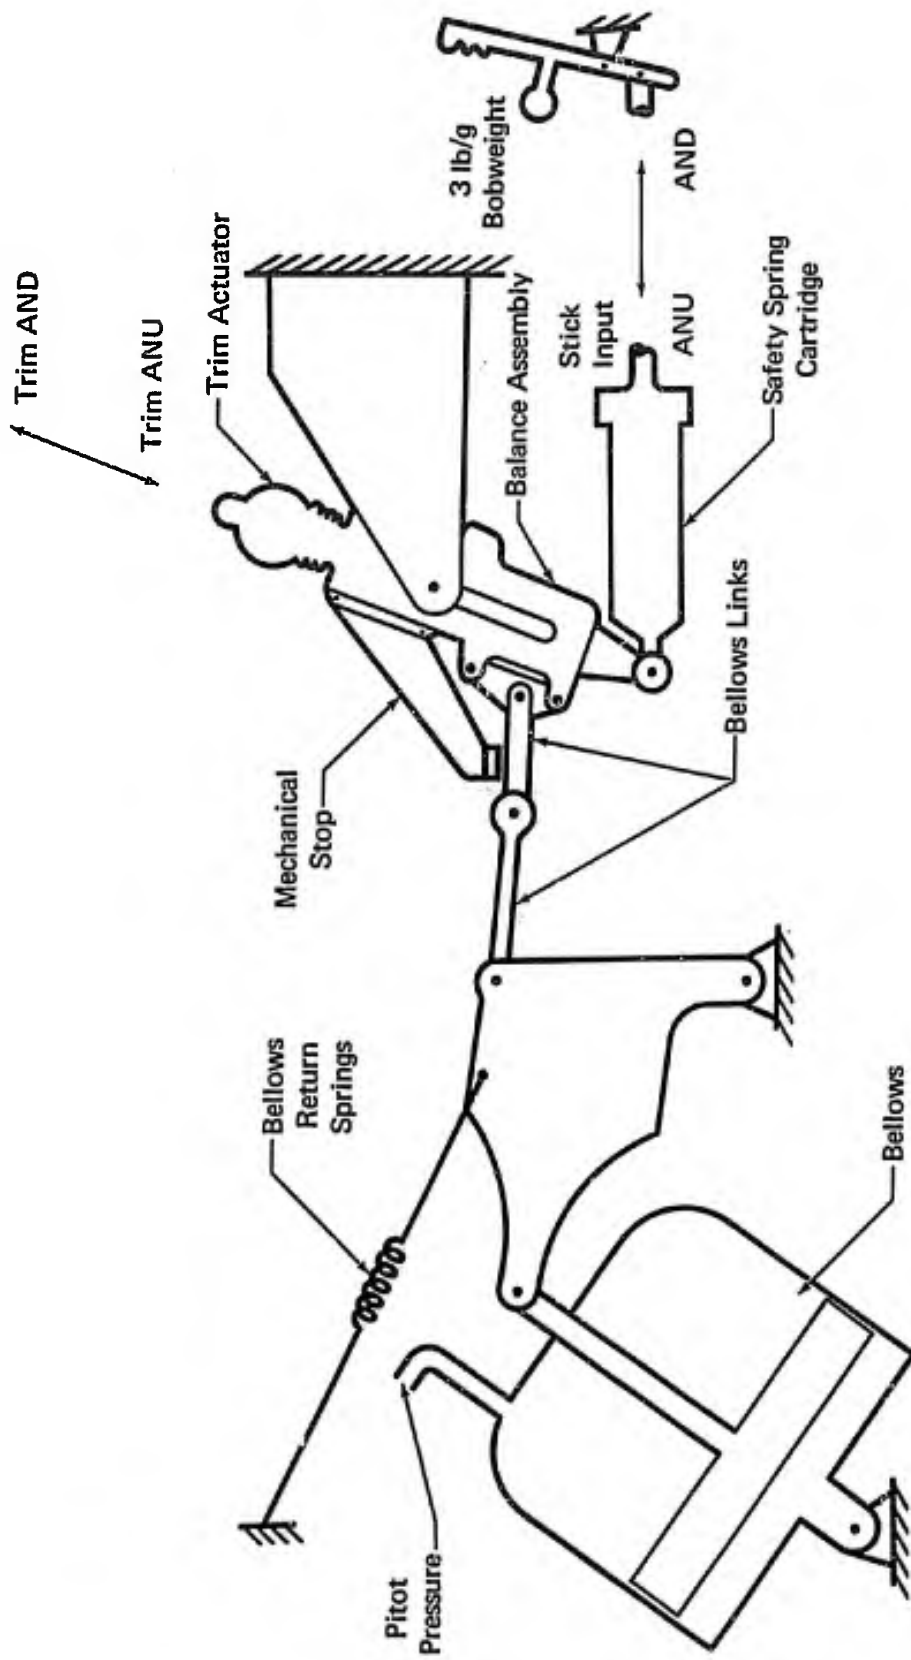 Trim AND
Trim ANU
Trim Actuator
3 lb/g
Bobweight
Mechanical
Stop
Balance Assembly
Stick
Input
ANU
AND
Bellows
Return
Springs
Safety Spring
Cartridge
Bellows Links
Pitot
Pressure
Bellows